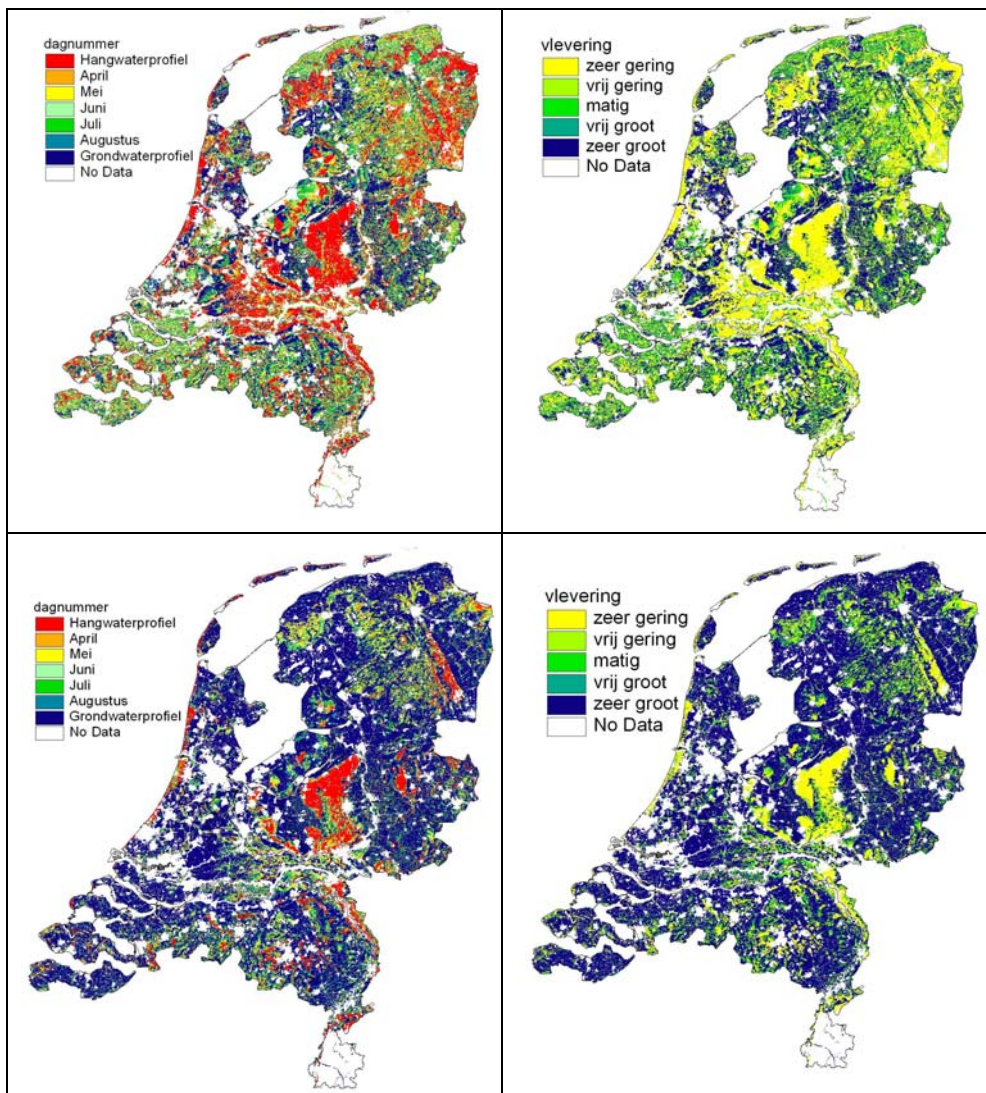 dagnummer
Hangwaterprofiel
April
Mei
Juni
Juli
Augustus
Grondwaterprofiel
No Data
vlevering
zeer gering
vrij gering
matig
vrij groot
zeer groot
No Data
dagnummer
Hangwaterprofiel
April
Mei
Juni
Juli
Augustus
Grondwaterprofiel
No Data
vlevering
zeer gering
vrij gering
matig
vrij groot
zeer groot
No Data